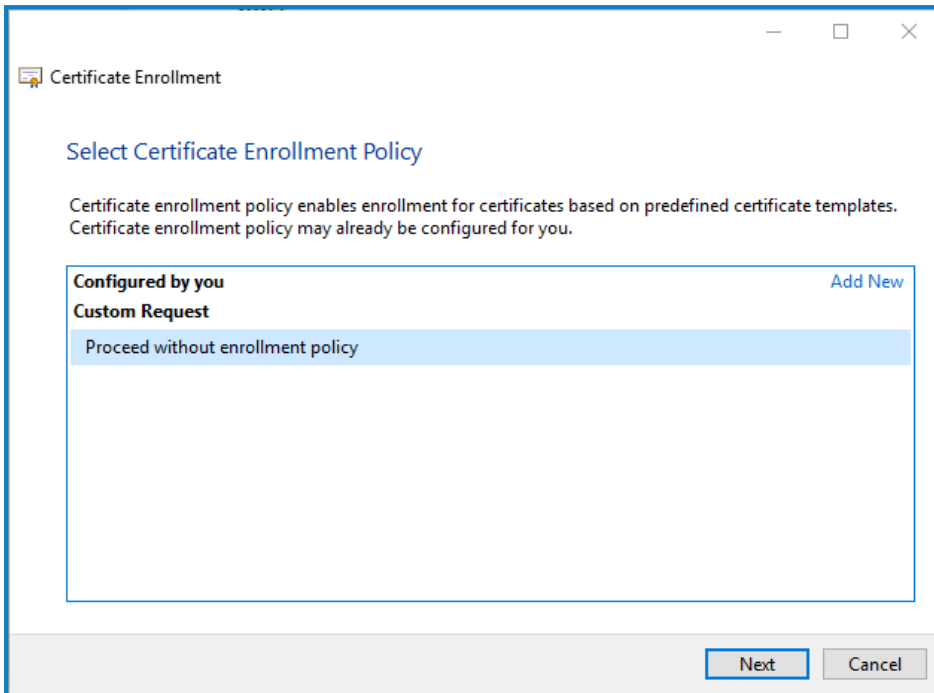 Certificate Enrollment
Select Certificate Enrollment Policy
Certificate enrollment policy enables enrollment for certificates based on predefined certificate templates.
Certificate enrollment policy may already be configured for you.
Configured by you Add New
Custom Request
Proceed without enrollment policy
Next Cancel